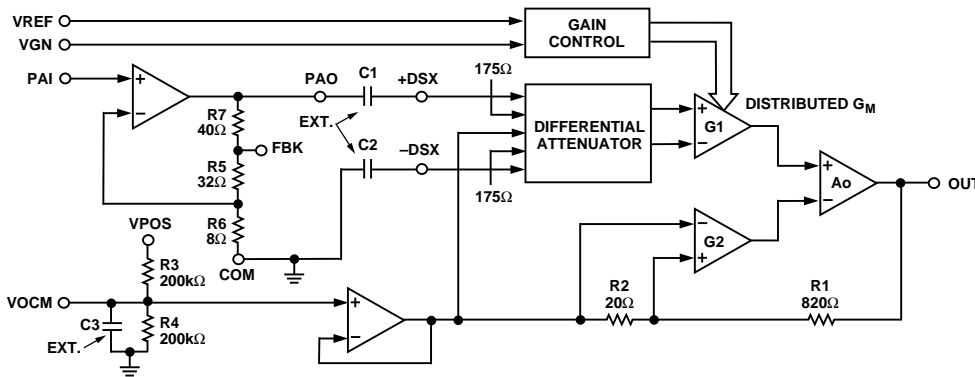 VREF
VGN
PAI
GAIN
CONTROL
PAO
C1
+DSX
175Ω
DISTRIBUTED GM
+
−
R7
40Ω
EXT.
FBK
C2
−DSX
DIFFERENTIAL
ATTENUATOR
+
−
G1
R5
32Ω
175Ω
+
−
Ao
OUT
R6
8Ω
COM
VPOS
R3
200kΩ
−
+
G2
VOCM
C3
EXT.
R4
200kΩ
+
−
R2
20Ω
R1
820Ω